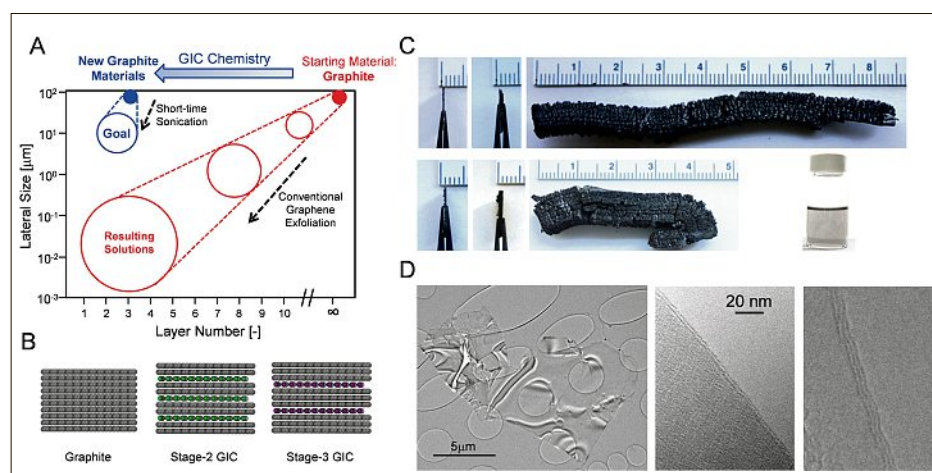 A
New Graphite
Materials
GIC Chemistry
Starting Material:
Graphite
Short-time
Sonication
Goal
Conventional
Graphene
Exfoliation
Resulting
Solutions
Lateral Size [μm]
10²
10¹
10⁰
10⁻¹
10⁻²
10⁻³
1 2 3 4 5 6 7 8 9 10 ∞
Layer Number [-]
B
Graphite
Stage-2 GIC
Stage-3 GIC
C
1 2 3 4 5 6 7 8
1 2 3 4 5
D
5μm
20 nm